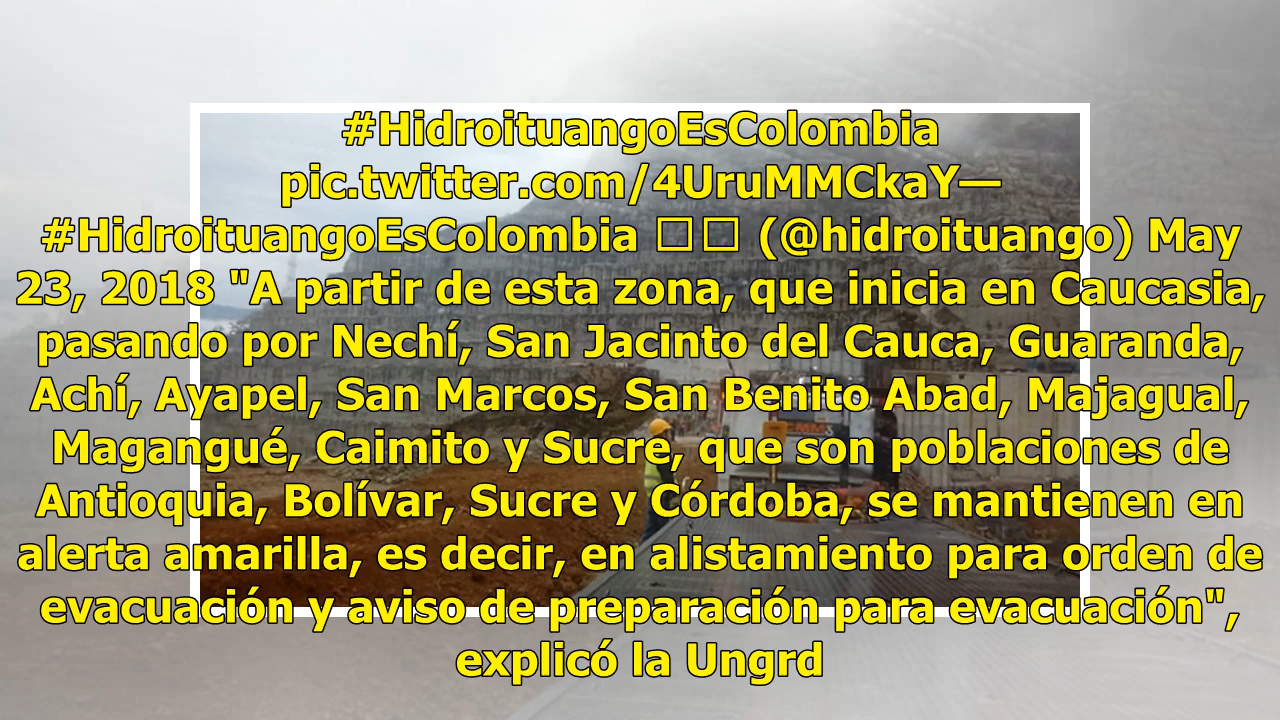 #HidroituangoEsColombia
pic.twitter.com/4UruMMCkaY—
#HidroituangoEsColombia □□ (@hidroituango) May
23, 2018 "A partir de esta zona, que inicia en Caucasia,
pasando por Nechí, San Jacinto del Cauca, Guaranda,
Achí, Ayapel, San Marcos, San Benito Abad, Majagual,
Magangué, Caimito y Sucre, que son poblaciones de
Antioquia, Bolívar, Sucre y Córdoba, se mantienen en
alerta amarilla, es decir, en alistamiento para orden de
evacuación y aviso de preparación para evacuación",
explicó la Ungrd